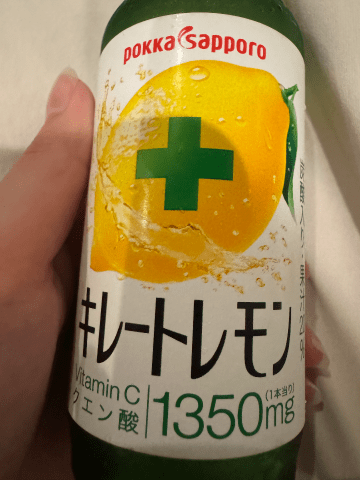 pokka sapporo
キレートレモン
Vitamin C
クエン酸
1350mg
(1本当り)